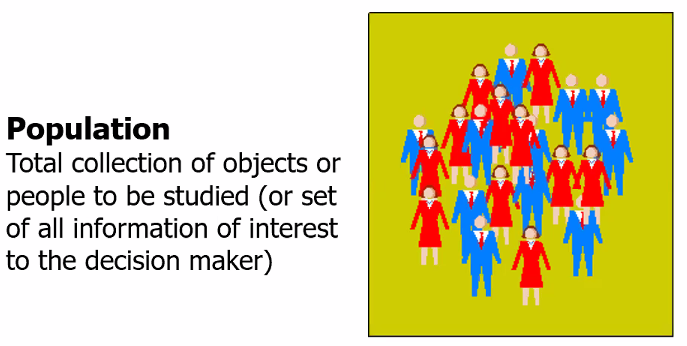 Population
Total collection of objects or
people to be studied (or set
of all information of interest
to the decision maker)